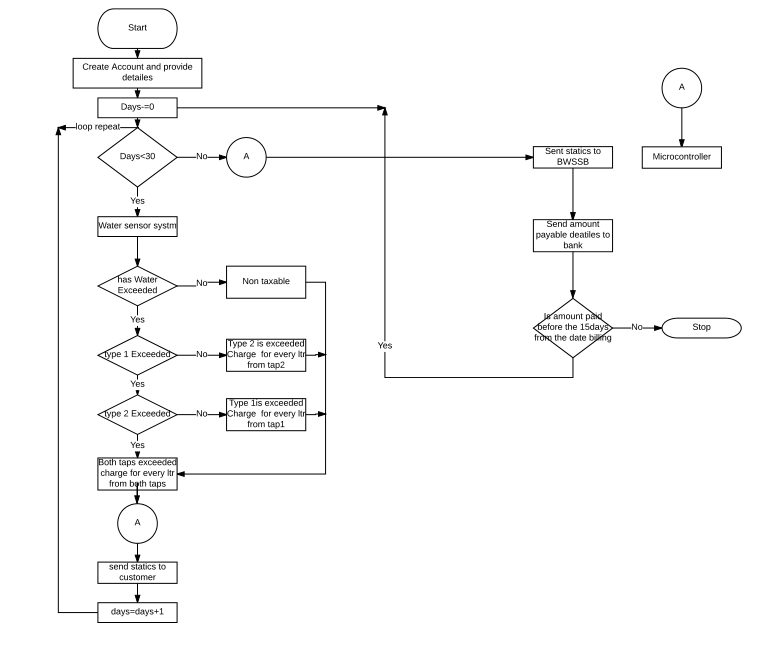 Start
Create Account and provide
detailes
Days-=0
loop repeat
Days<30
No
A
Yes
Water sensor systm
has Water
Exceeded
No
Non taxable
Yes
type 1 Exceeded
No
Type 2 is exceeded
Charge for every ltr
from tap2
Yes
type 2 Exceeded
No
Type 1is exceeded
Charge for every ltr
from tap1
Yes
Both taps exceeded
charge for every ltr
from both taps
A
send statics to
customer
days=days+1
Yes
Sent statics to
BWSSB
Send amount
payable deatiles to
bank
Is amount paid
before the 15days
from the date billing
No
Stop
A
Microcontroller